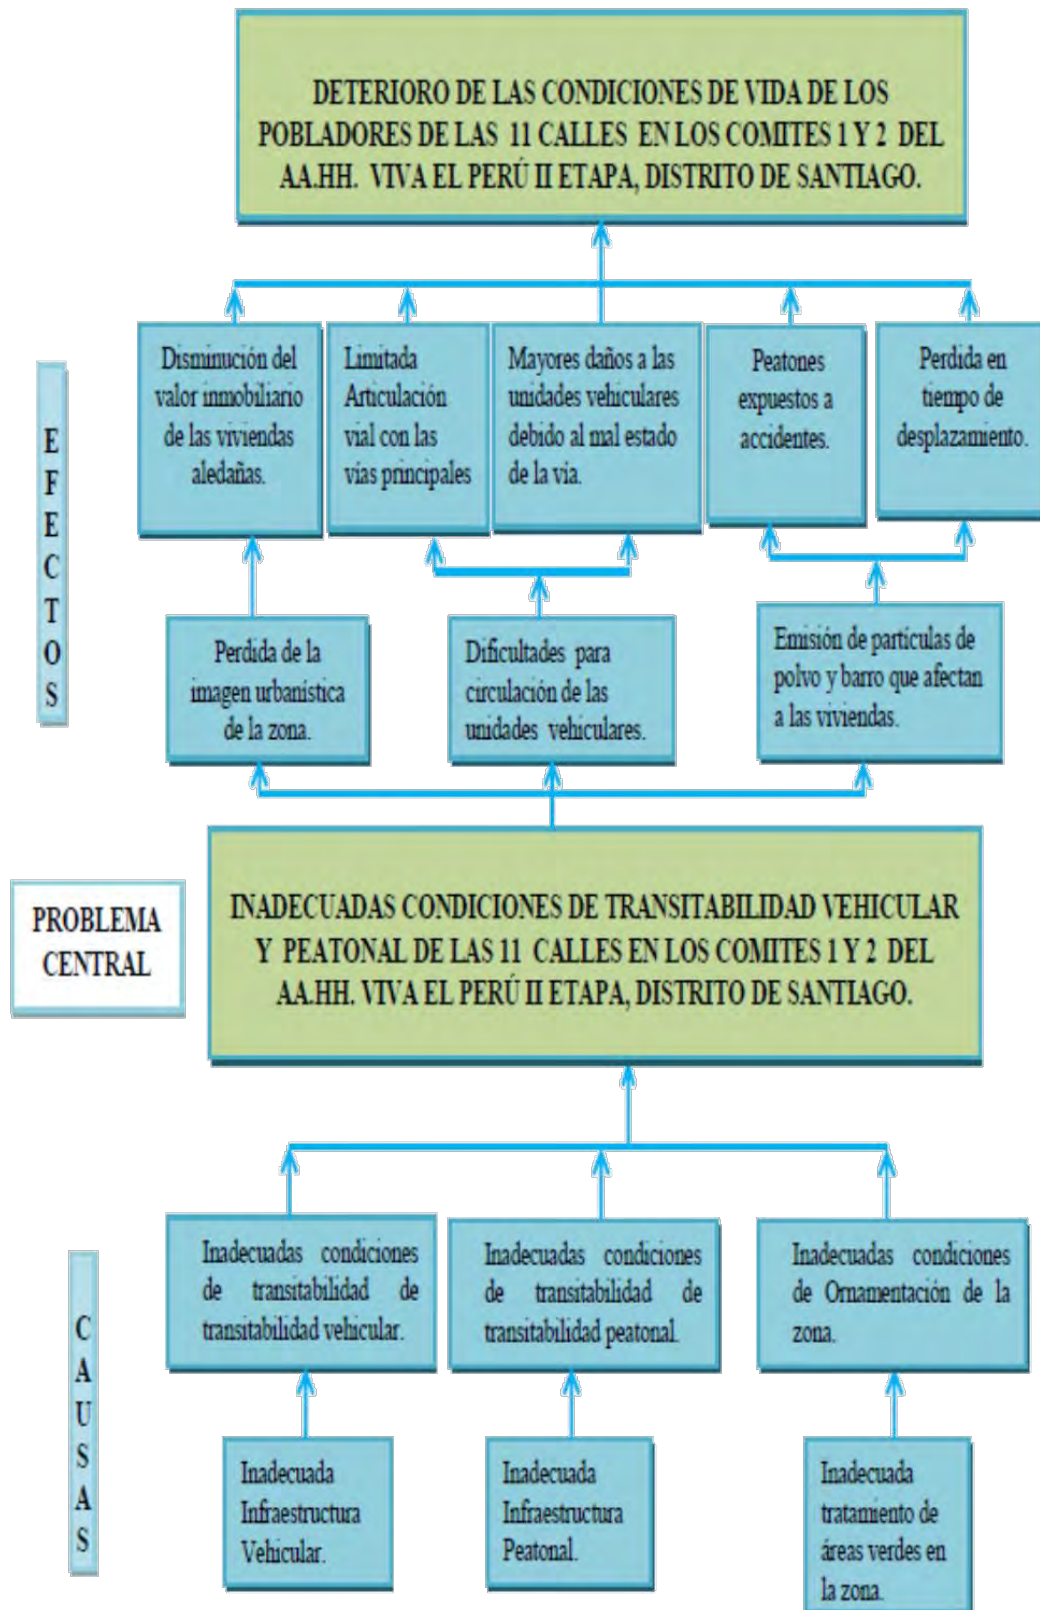 DETERIORO DE LAS CONDICIONES DE VIDA DE LOS
POBLADORES DE LAS 11 CALLES EN LOS COMITES 1 Y 2 DEL
AA.HH. VIVA EL PERÚ II ETAPA, DISTRITO DE SANTIAGO.
EFECTOS
Disminución del
valor inmobiliario
de las viviendas
aledañas.
Limitada
Articulación
vial con las
vías principales
Mayores daños a las
unidades vehiculares
debido al mal estado
de la vía.
Peatones
expuestos a
accidentes.
Perdida en
tiempo de
desplazamiento.
Perdida de la
imagen urbanística
de la zona.
Dificultades para
circulación de las
unidades vehiculares.
Emisión de partículas de
polvo y barro que afectan
a las viviendas.
PROBLEMA
CENTRAL
INADECUADAS CONDICIONES DE TRANSITABILIDAD VEHICULAR
Y PEATONAL DE LAS 11 CALLES EN LOS COMITES 1 Y 2 DEL
AA.HH. VIVA EL PERÚ II ETAPA, DISTRITO DE SANTIAGO.
CAUSAS
Inadecuadas condiciones
de transitabilidad de
transitabilidad vehicular.
Inadecuadas condiciones
de transitabilidad de
transitabilidad peatonal.
Inadecuadas condiciones
de Ornamentación de la
zona.
Inadecuada
Infraestructura
Vehicular.
Inadecuada
Infraestructura
Peatonal.
Inadecuada
tratamiento de
áreas verdes en
la zona.